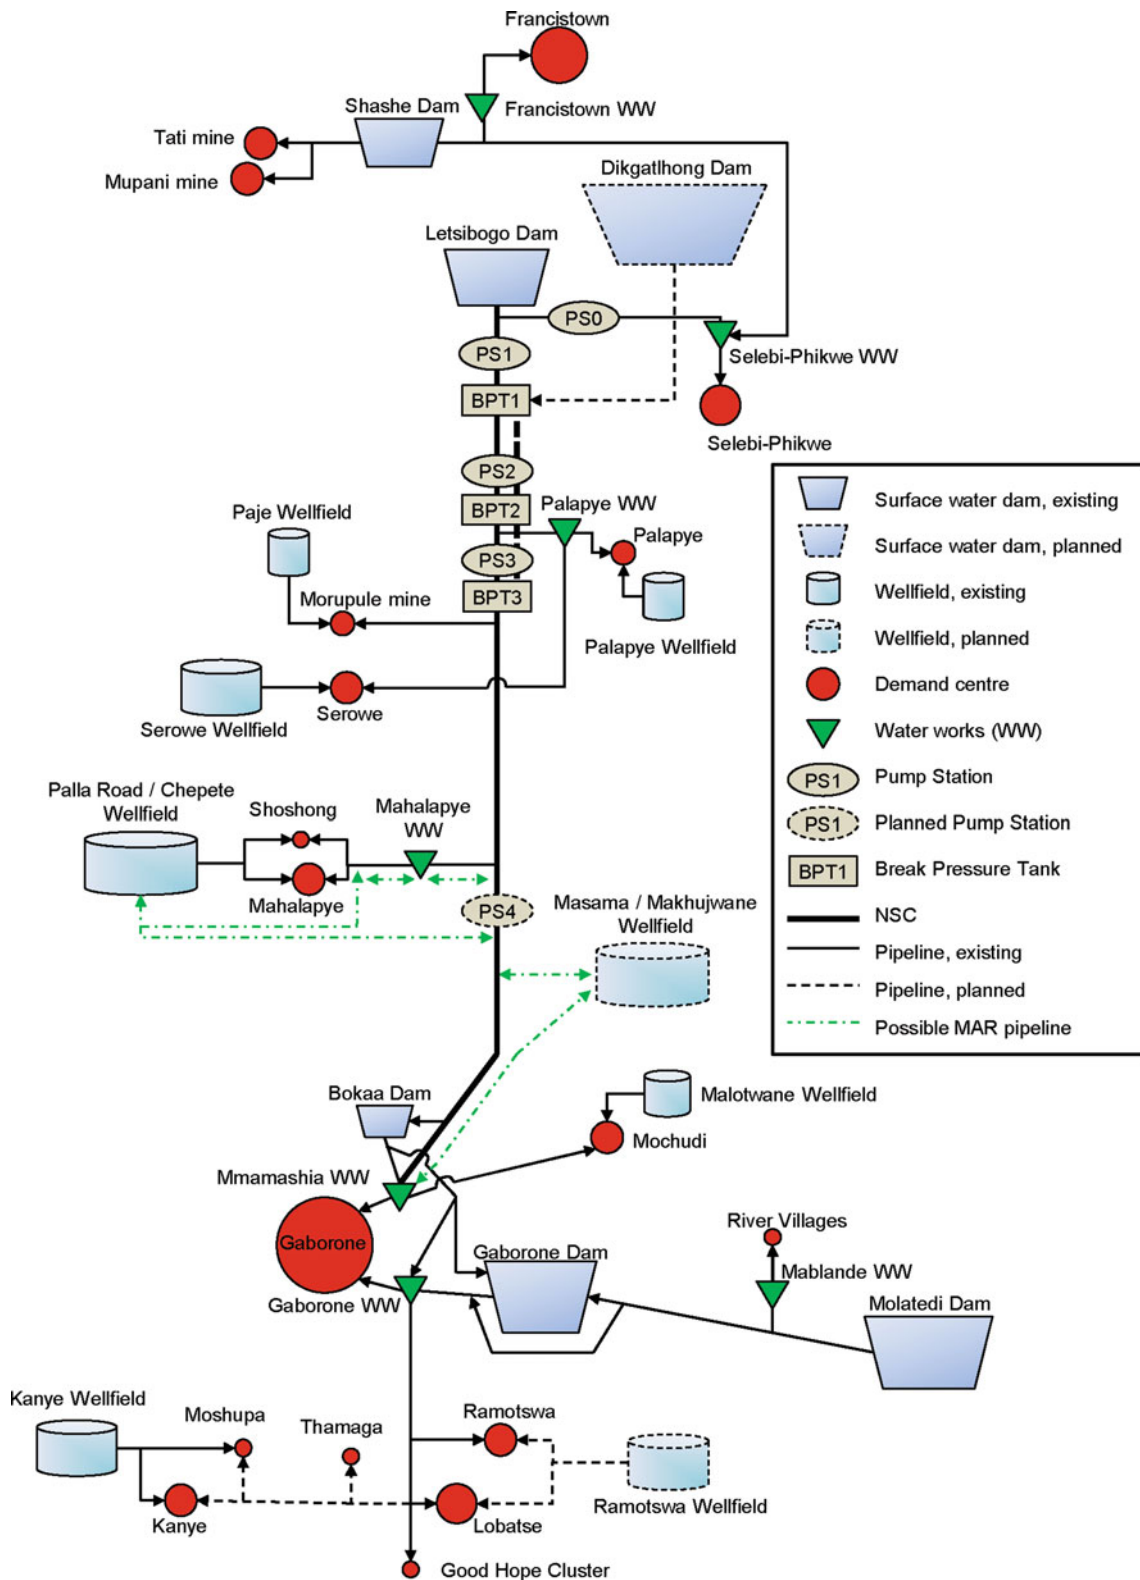 Francistown
Shashe Dam
Francistown WW
Tati mine
Mupani mine
Dikgatlhong Dam
Letsibogo Dam
PS0
PS1
Selebi-Phikwe WW
BPT1
Selebi-Phikwe
PS2
BPT2
Palapye WW
Paje Wellfield
Palapye
PS3
BPT3
Morupule mine
Palapye Wellfield
Serowe
Serowe Wellfield
Surface water dam, existing
Surface water dam, planned
Wellfield, existing
Wellfield, planned
Demand centre
Water works (WW)
PS1
Pump Station
PS1
Planned Pump Station
BPT1
Break Pressure Tank
NSC
Pipeline, existing
Pipeline, planned
Possible MAR pipeline
Palla Road / Chepete
Wellfield
Shoshong
Mahalapye
WW
Mahalapye
PS4
Masama / Makhujwane
Wellfield
Bokaa Dam
Malotwane Wellfield
Mochudi
Mmamashia WW
Gaborone
River Villages
Gaborone Dam
Mablande WW
Gaborone WW
Molatedi Dam
Kanye Wellfield
Moshupa
Thamaga
Ramotswa
Kanye
Lobatse
Ramotswa Wellfield
Good Hope Cluster